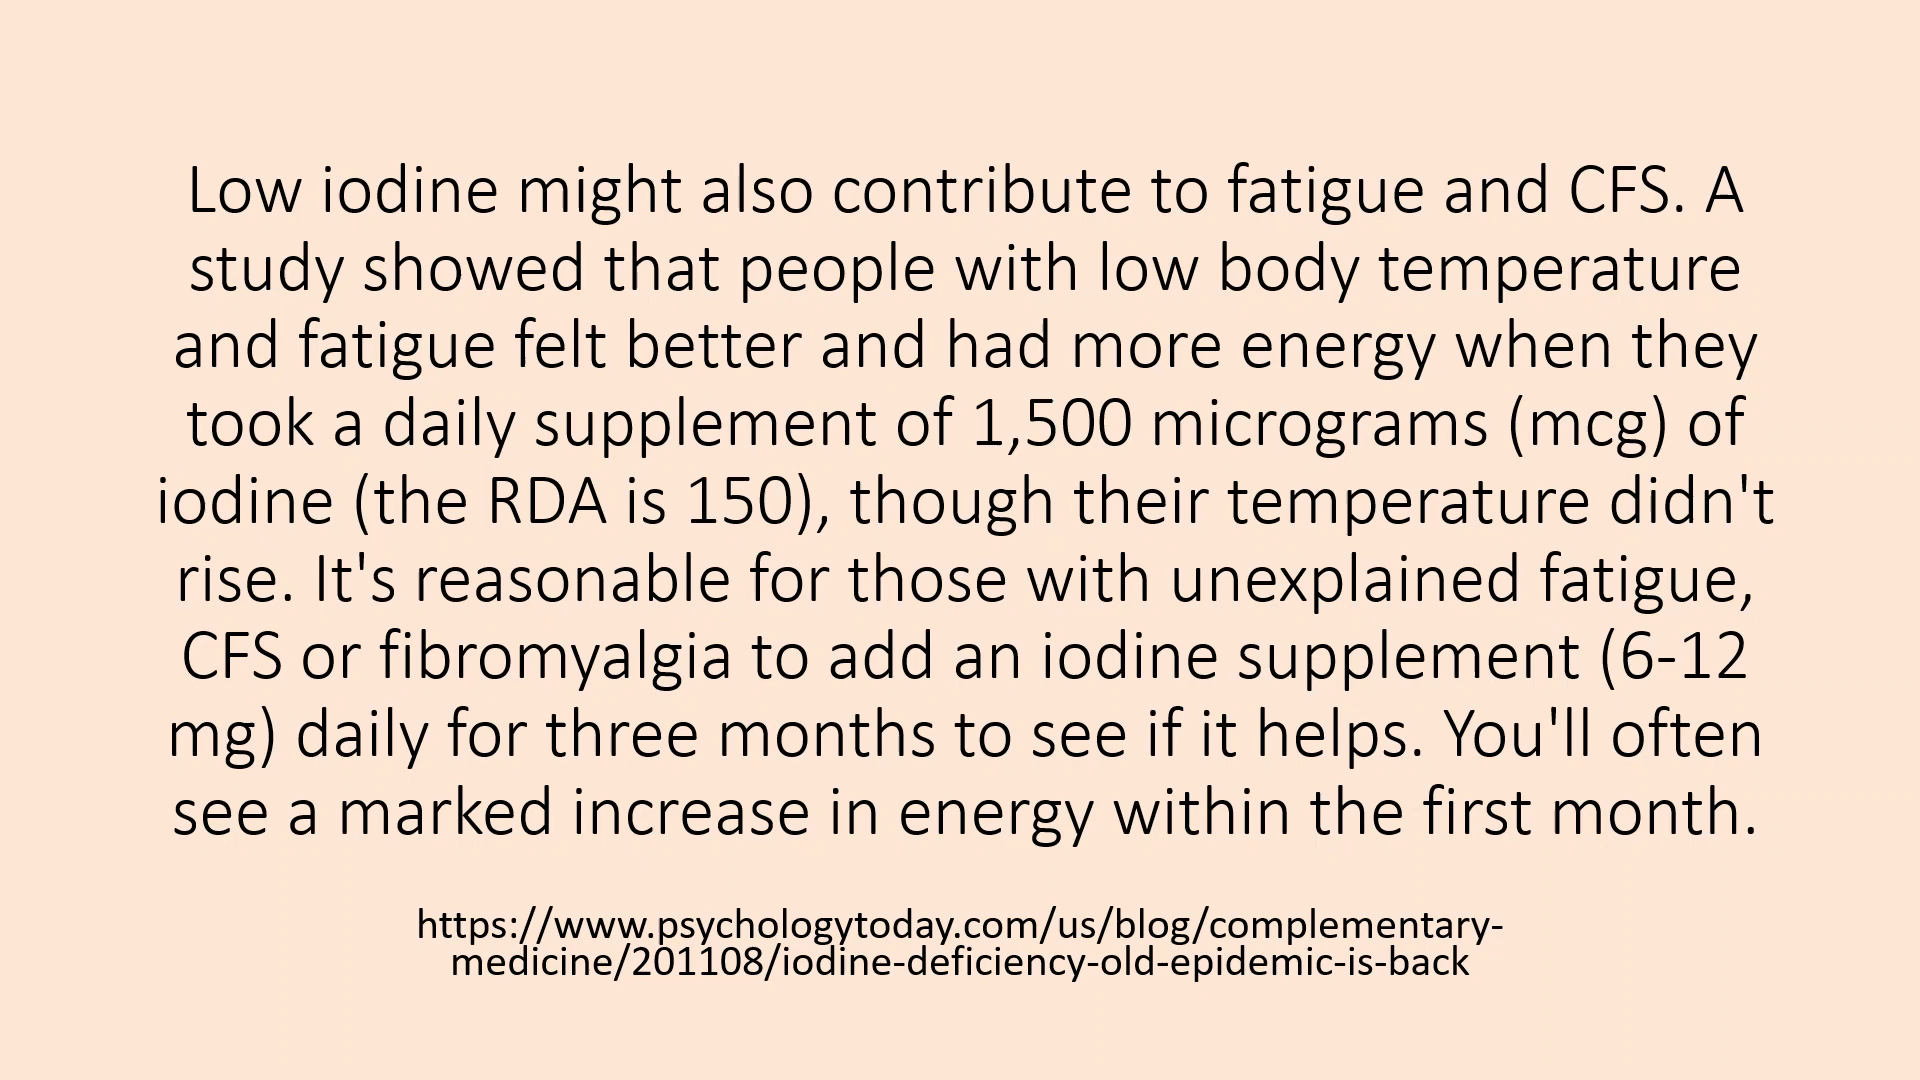 Low iodine might also contribute to fatigue and CFS. A
study showed that people with low body temperature
and fatigue felt better and had more energy when they
took a daily supplement of 1,500 micrograms (mcg) of
iodine (the RDA is 150), though their temperature didn't
rise. It's reasonable for those with unexplained fatigue,
CFS or fibromyalgia to add an iodine supplement (6-12
mg) daily for three months to see if it helps. You'll often
see a marked increase in energy within the first month.
https://www.psychologytoday.com/us/blog/complementary-
medicine/201108/iodine-deficiency-old-epidemic-is-back